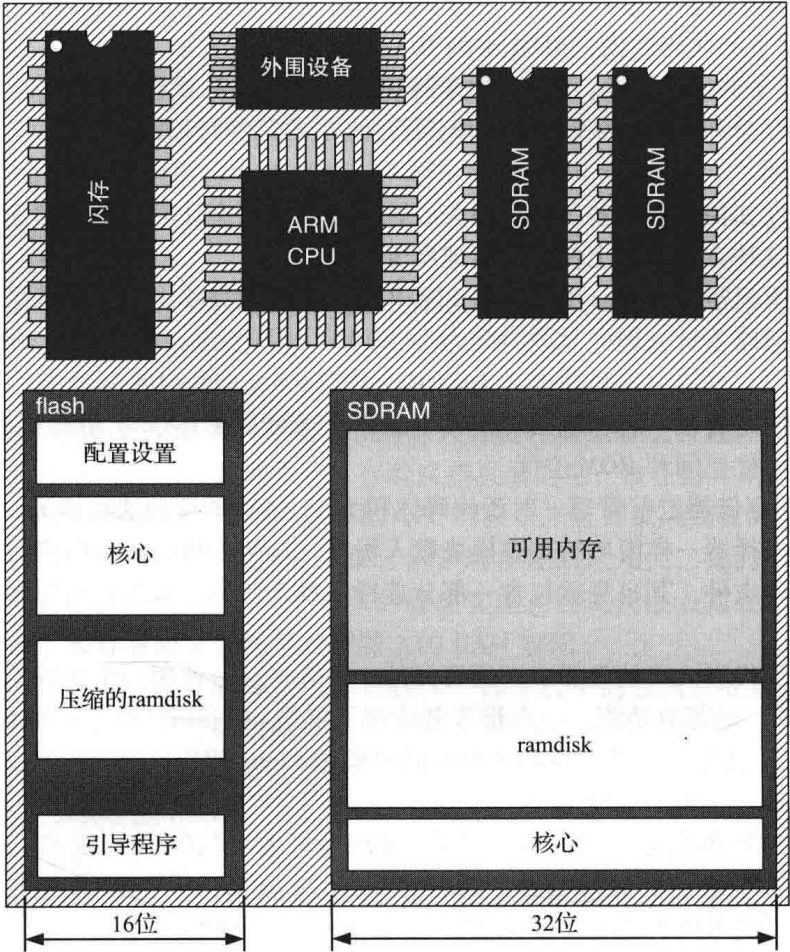 闪存
外围设备
ARM
CPU
SDRAM
SDRAM
flash
配置设置
核心
压缩的ramdisk
引导程序
SDRAM
可用内存
ramdisk
核心
16位
32位